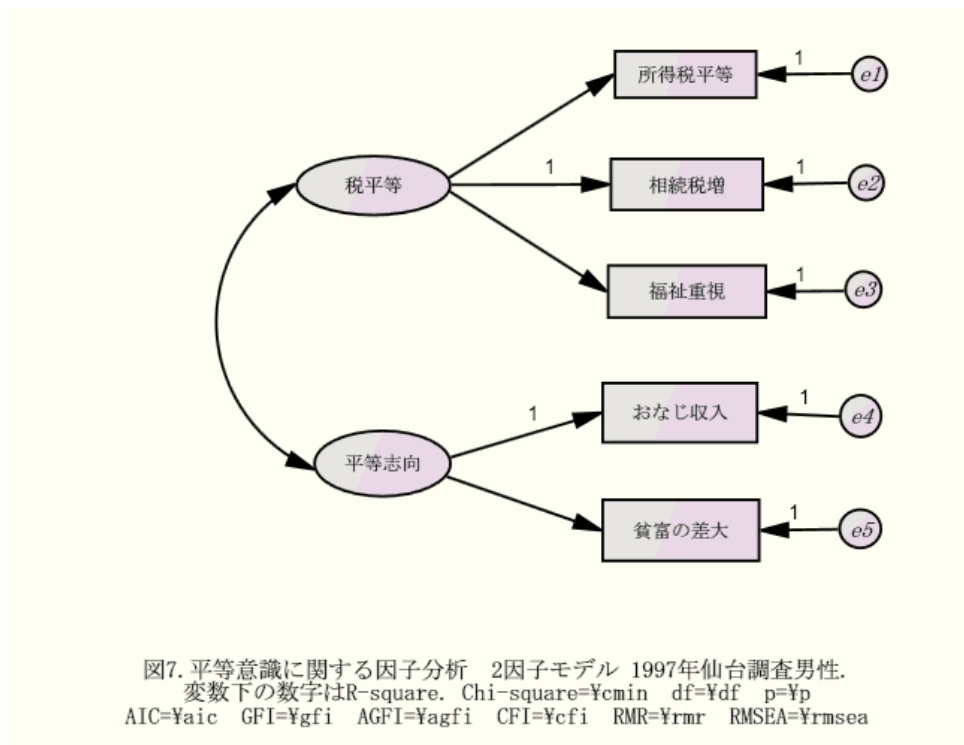 所得税平等
1
e1
税平等
1
相続税増
1
e2
福祉重視
1
e3
おなじ収入
1
1
e4
平等志向
貧富の差大
1
e5
図7.平等意識に関する因子分析　2因子モデル 1997年仙台調査男性.
変数下の数字はR-square. Chi-square=¥cmin df=¥df p=¥p
AIC=¥aic GFI=¥gfi AGFI=¥agfi CFI=¥cfi RMR=¥rmr RMSEA=¥rmsea